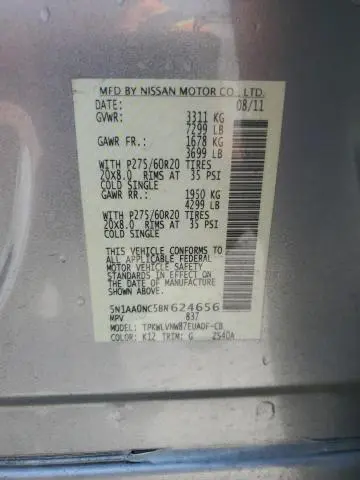 MFD BY NISSAN MOTOR CO., LTD.
DATE: 08/11
GVWR: 3311 KG
7299 LB
GAWR FR.: 1678 KG
3699 LB
WITH P275/60R20 TIRES
20X8.0 RIMS AT 35 PSI
COLD SINGLE
GAWR RR.: 1950 KG
4299 LB
WITH P275/60R20 TIRES
20X8.0 RIMS AT 35 PSI
COLD SINGLE
THIS VEHICLE CONFORMS TO
ALL APPLICABLE FEDERAL
MOTOR VEHICLE SAFETY
STANDARDS IN EFFECT ON
THE DATE OF MANUFACTURE
SHOWN ABOVE.
5N1AA0NC5BN624656
MPV 837
MODEL: TPKWLVNW87EUADF-CB
COLOR: K12 TRIM: G 2S40A